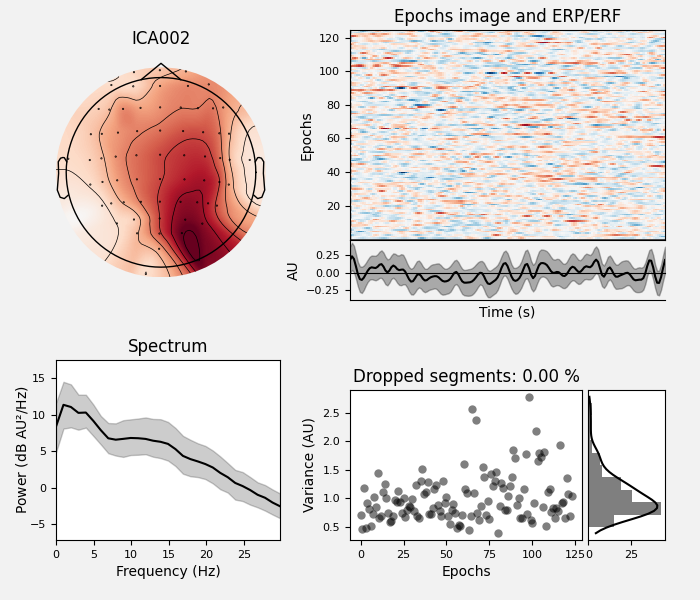 ICA002
Epochs image and ERP/ERF
120
100
80
60
40
20
Epochs
0.25
0.00
−0.25
AU
Time (s)
Spectrum
15
10
5
0
−5
Power (dB AU²/Hz)
0 5 10 15 20 25
Frequency (Hz)
Dropped segments: 0.00 %
2.5
2.0
1.5
1.0
0.5
Variance (AU)
0 25 50 75 100 125
0 25
Epochs